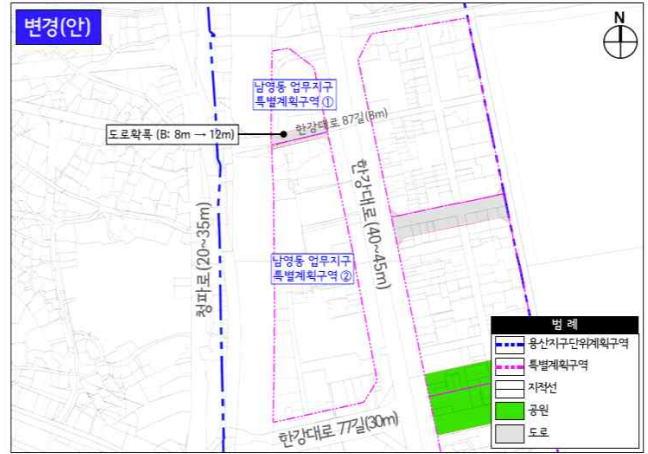 변경(안)
N
남영동 업무지구
특별계획구역 ①
한강대로 87길(8m)
도로확폭 (B: 8m → 12m)
한강대로 (40~45m)
청파로 (20~35m)
남영동 업무지구
특별계획구역 ②
한강대로 77길(30m)
범 례
용산지구단위계획구역
특별계획구역
지적선
공원
도로